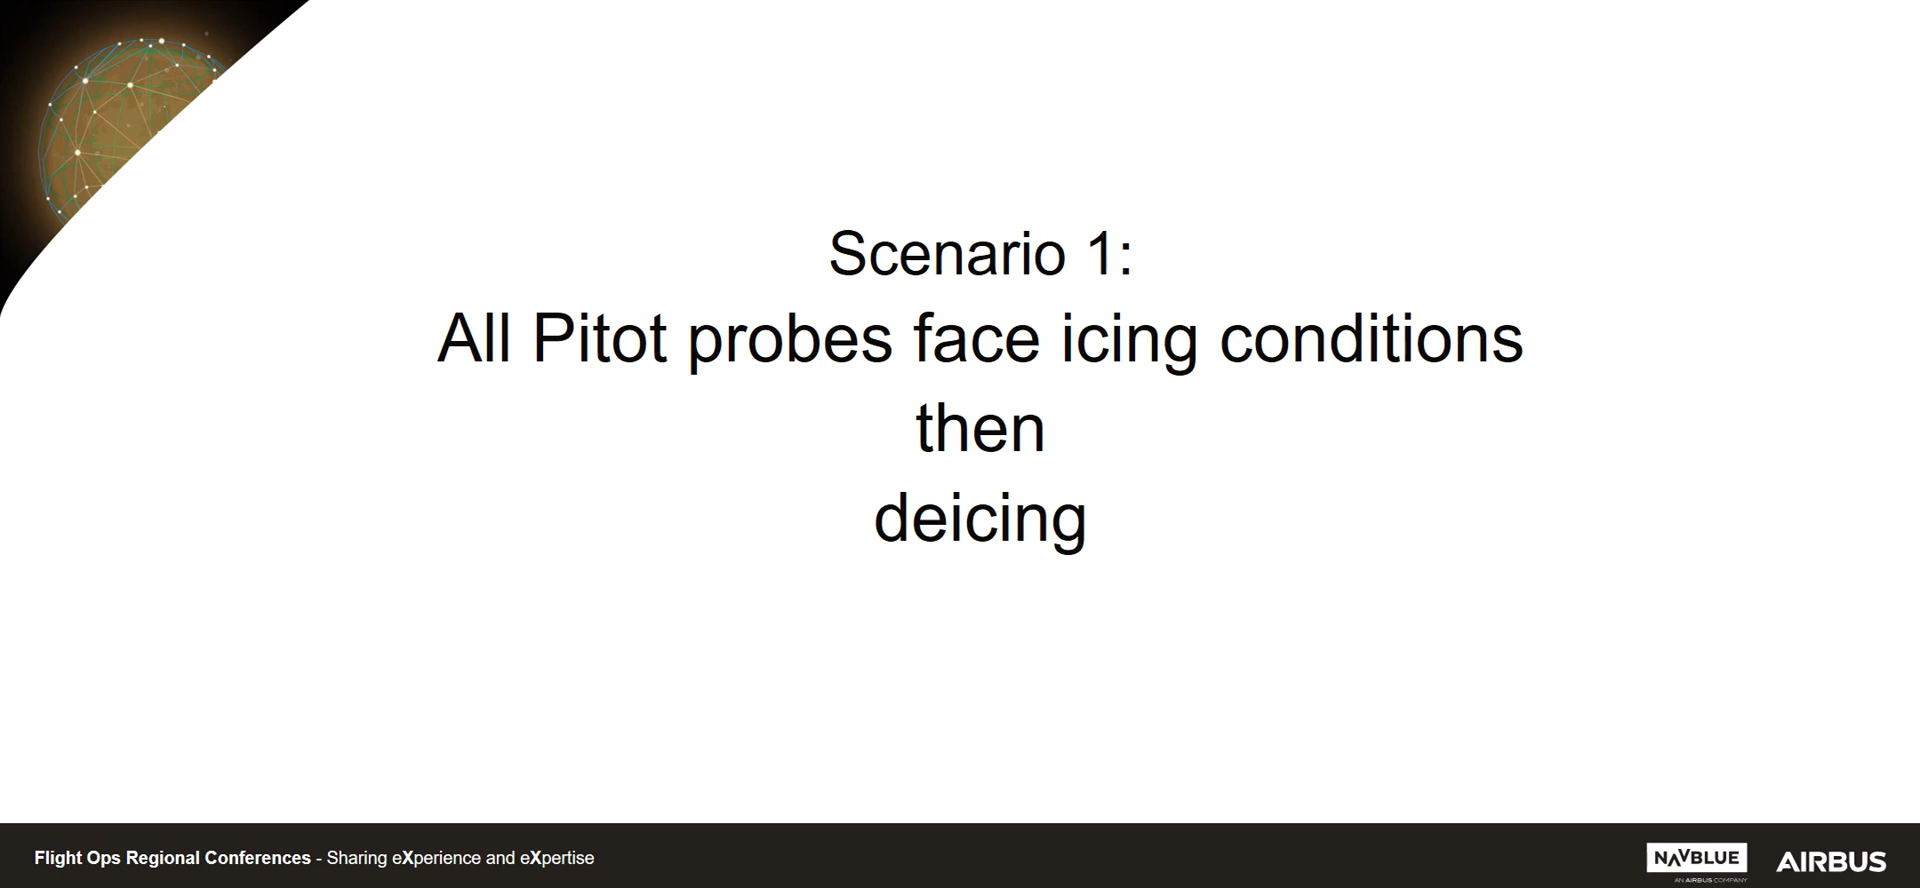 Scenario 1:
All Pitot probes face icing conditions
then
deicing
Flight Ops Regional Conferences - Sharing eXperience and eXpertise
NAVBLUE
AN AIRBUS COMPANY
AIRBUS